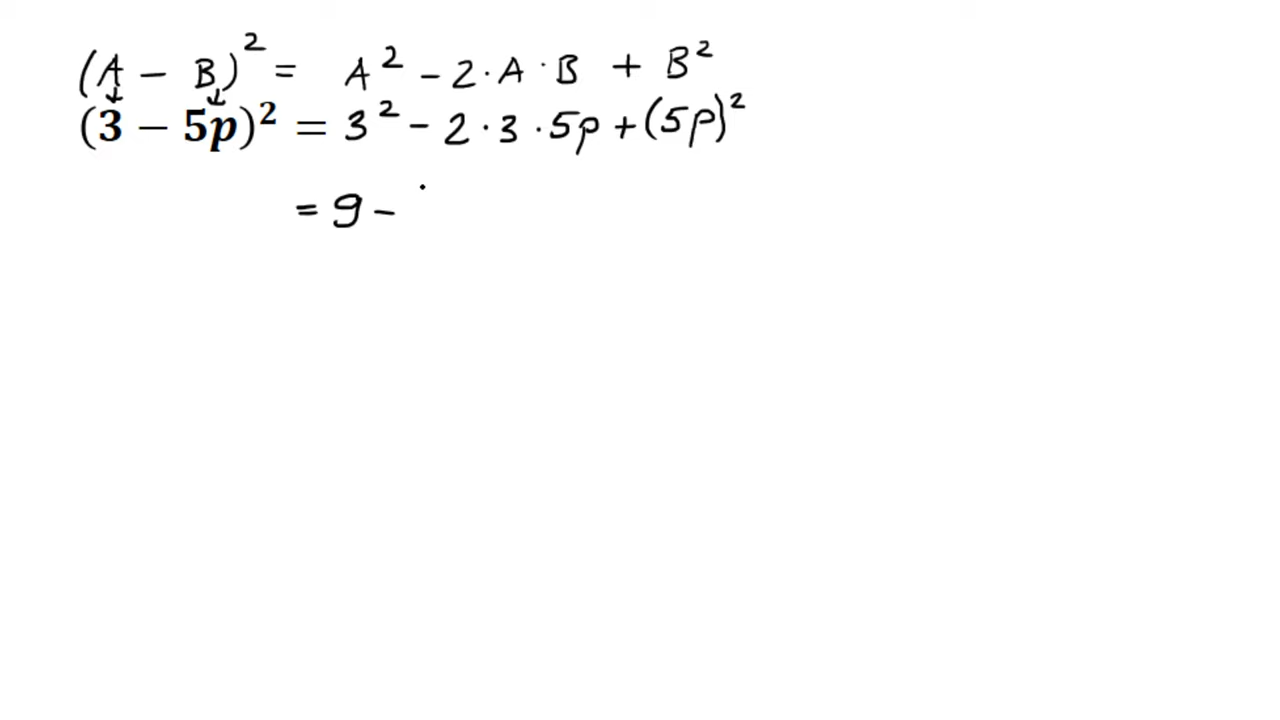 (A - B)² = A² - 2·A·B + B²
(3 − 5p)² = 3² - 2·3·5p + (5p)²
= 9 -